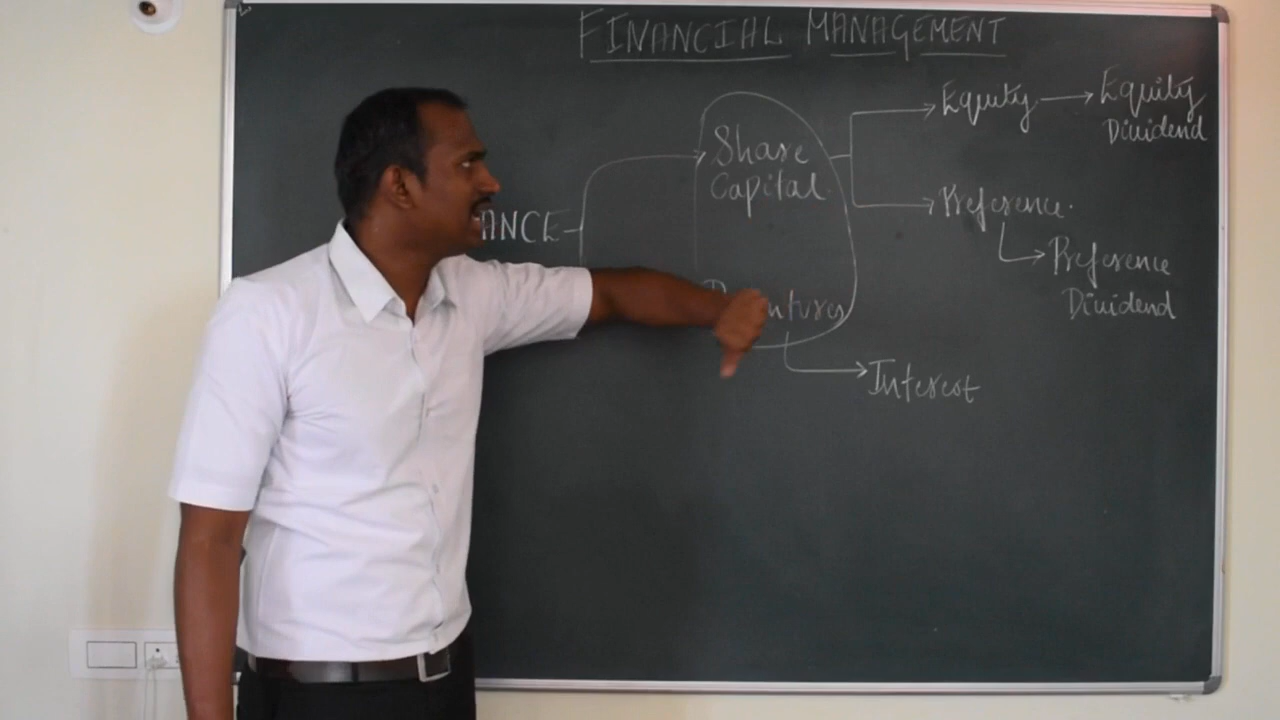 FINANCIAL MANAGEMENT
Equity
Equity
Dividend
Share
Capital.
ANCE
Preference.
Preference
Dividend
Interest